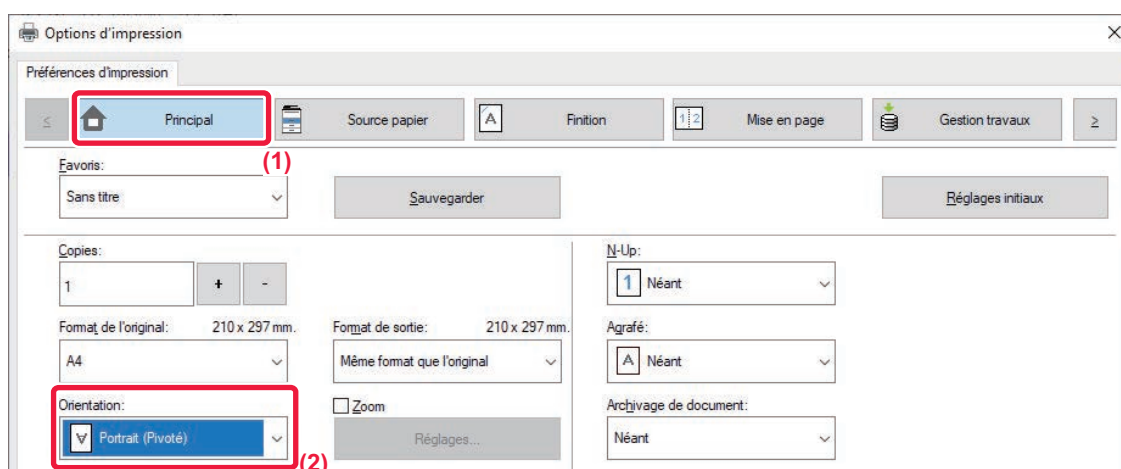 Options d'impression
Préférences d'impression
≤ Principal Source papier A Finition 1 2 Mise en page Gestion travaux ≥
(1)
Favoris:
Sans titre Sauvegarder Réglages initiaux
Copies: N-Up:
1 + - 1 Néant
Format de l'original: 210 x 297 mm. Format de sortie: 210 x 297 mm. Agrafé:
A4 Même format que l'original A Néant
Orientation: Zoom Archivage de document:
A Portrait (Pivoté) Réglages... Néant
(2)